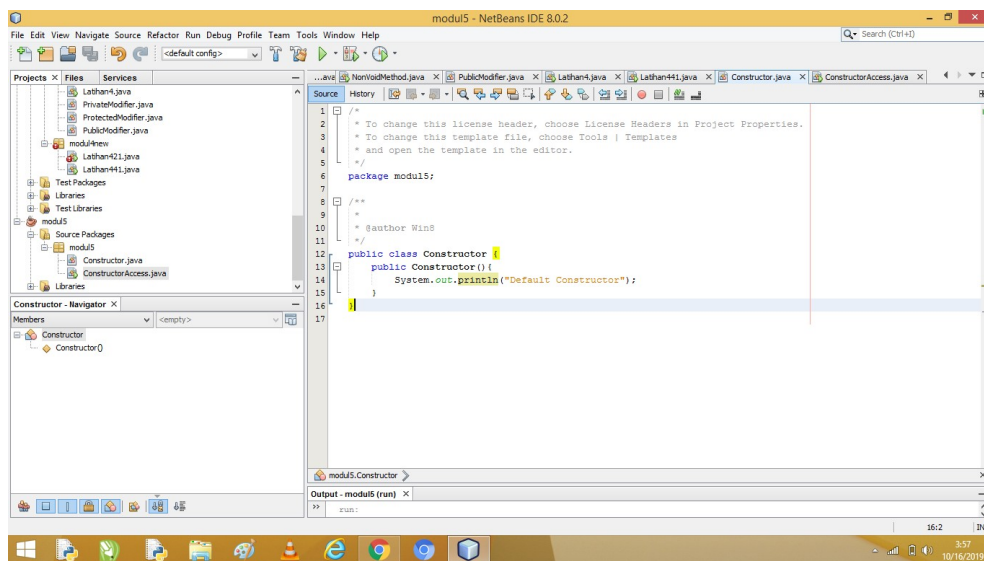 modul5 - NetBeans IDE 8.0.2
File Edit View Navigate Source Refactor Run Debug Profile Team Tools Window Help
Search (Ctrl+I)
<default config>
Projects Files Services
...ava NonVoidMethod.java PublicModifier.java Latihan4.java Latihan441.java Constructor.java ConstructorAccess.java
Latihan4.java
PrivateModifier.java
ProtectedModifier.java
PublicModifier.java
modul4new
Latihan421.java
Latihan441.java
Test Packages
Libraries
Test Libraries
modul5
Source Packages
modul5
Constructor.java
ConstructorAccess.java
Libraries
Constructor - Navigator
Members <empty>
Constructor
Constructor()
Source History
1 /*
2 * To change this license header, choose License Headers in Project Properties.
3 * To change this template file, choose Tools | Templates
4 * and open the template in the editor.
5 */
6 package modul5;
7
8 /**
9 *
10 * @author Win8
11 */
12 public class Constructor {
13 public Constructor(){
14 System.out.println("Default Constructor");
15 }
16 }
17
modul5.Constructor
Output - modul5 (run)
run:
16:2 IN
3:57
10/16/2019